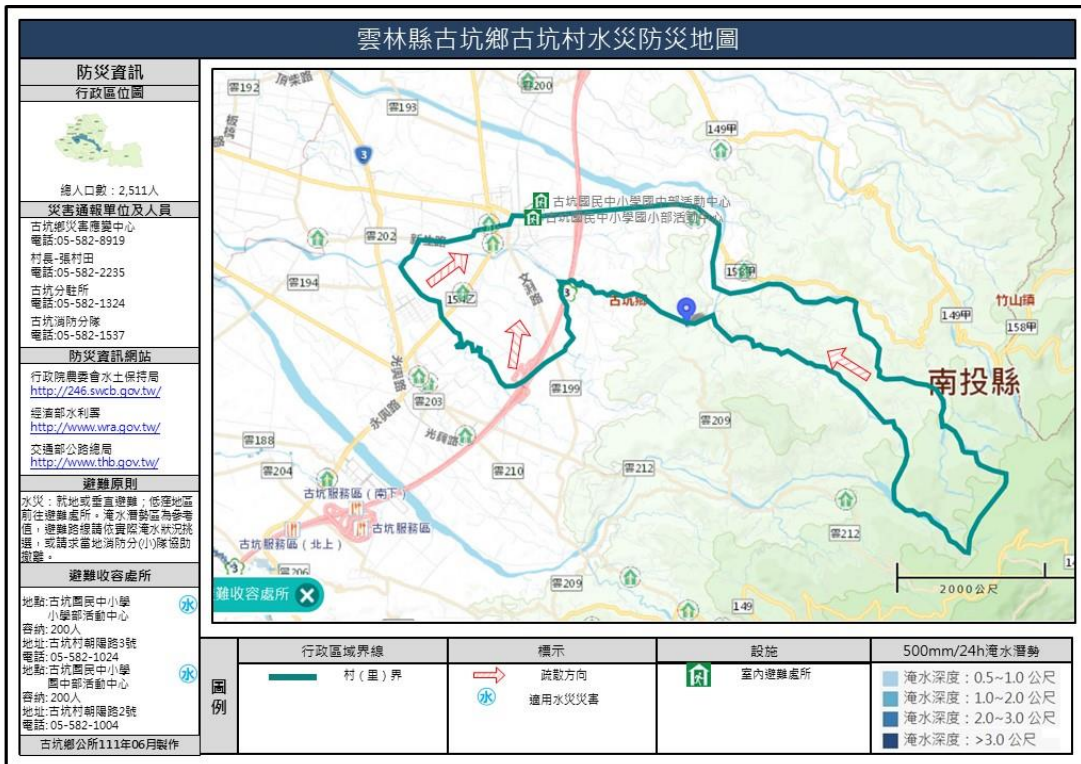 雲林縣古坑鄉古坑村水災防災地圖
防災資訊
行政區位圖
總人口數：2,511人
災害通報單位及人員
古坑鄉災害應變中心
電話:05-582-8919
村長-張村田
電話:05-582-2235
古坑分駐所
電話:05-582-1324
古坑消防分隊
電話:05-582-1537
防災資訊網站
行政院農委會水土保持局
http://246.swcb.gov.tw/
經濟部水利署
http://www.wra.gov.tw/
交通部公路總局
http://www.thb.gov.tw/
避難原則
水災：就地或垂直避難；低窪地區
前往避難處所。淹水潛勢區為參考
值，避難路線請依實際淹水狀況挑
選，或請求當地消防分(小)隊協助
撤離。
避難收容處所
地點:古坑國民中小學
小學部活動中心
水
容納:200人
地址:古坑村朝陽路3號
電話:05-582-1024
地點:古坑國民中小學
國中部活動中心
水
容納:200人
地址:古坑村朝陽路2號
電話:05-582-1004
古坑鄉公所111年06月製作
雲192
頂柴路
雲200
雲193
3
149甲
古坑國民中小學國中部活動中心
古坑國民中小學國小部活動中心
雲202
新生路
雲194
154乙
文昌路
3
古坑鄉
竹山鎮
149甲
158甲
南投縣
光興路
雲199
雲203
永興路
光興路
雲209
雲188
雲204
雲210
雲212
古坑服務區（南下）
古坑服務區
古坑服務區（北上）
雲212
3
雲206
雲209
149
難收容處所
2000公尺
圖例
行政區域界線
村（里）界
標示
疏散方向
水
適用水災災害
設施
室內避難處所
500mm/24h淹水潛勢
淹水深度：0.5~1.0 公尺
淹水深度：1.0~2.0 公尺
淹水深度：2.0~3.0 公尺
淹水深度：>3.0 公尺